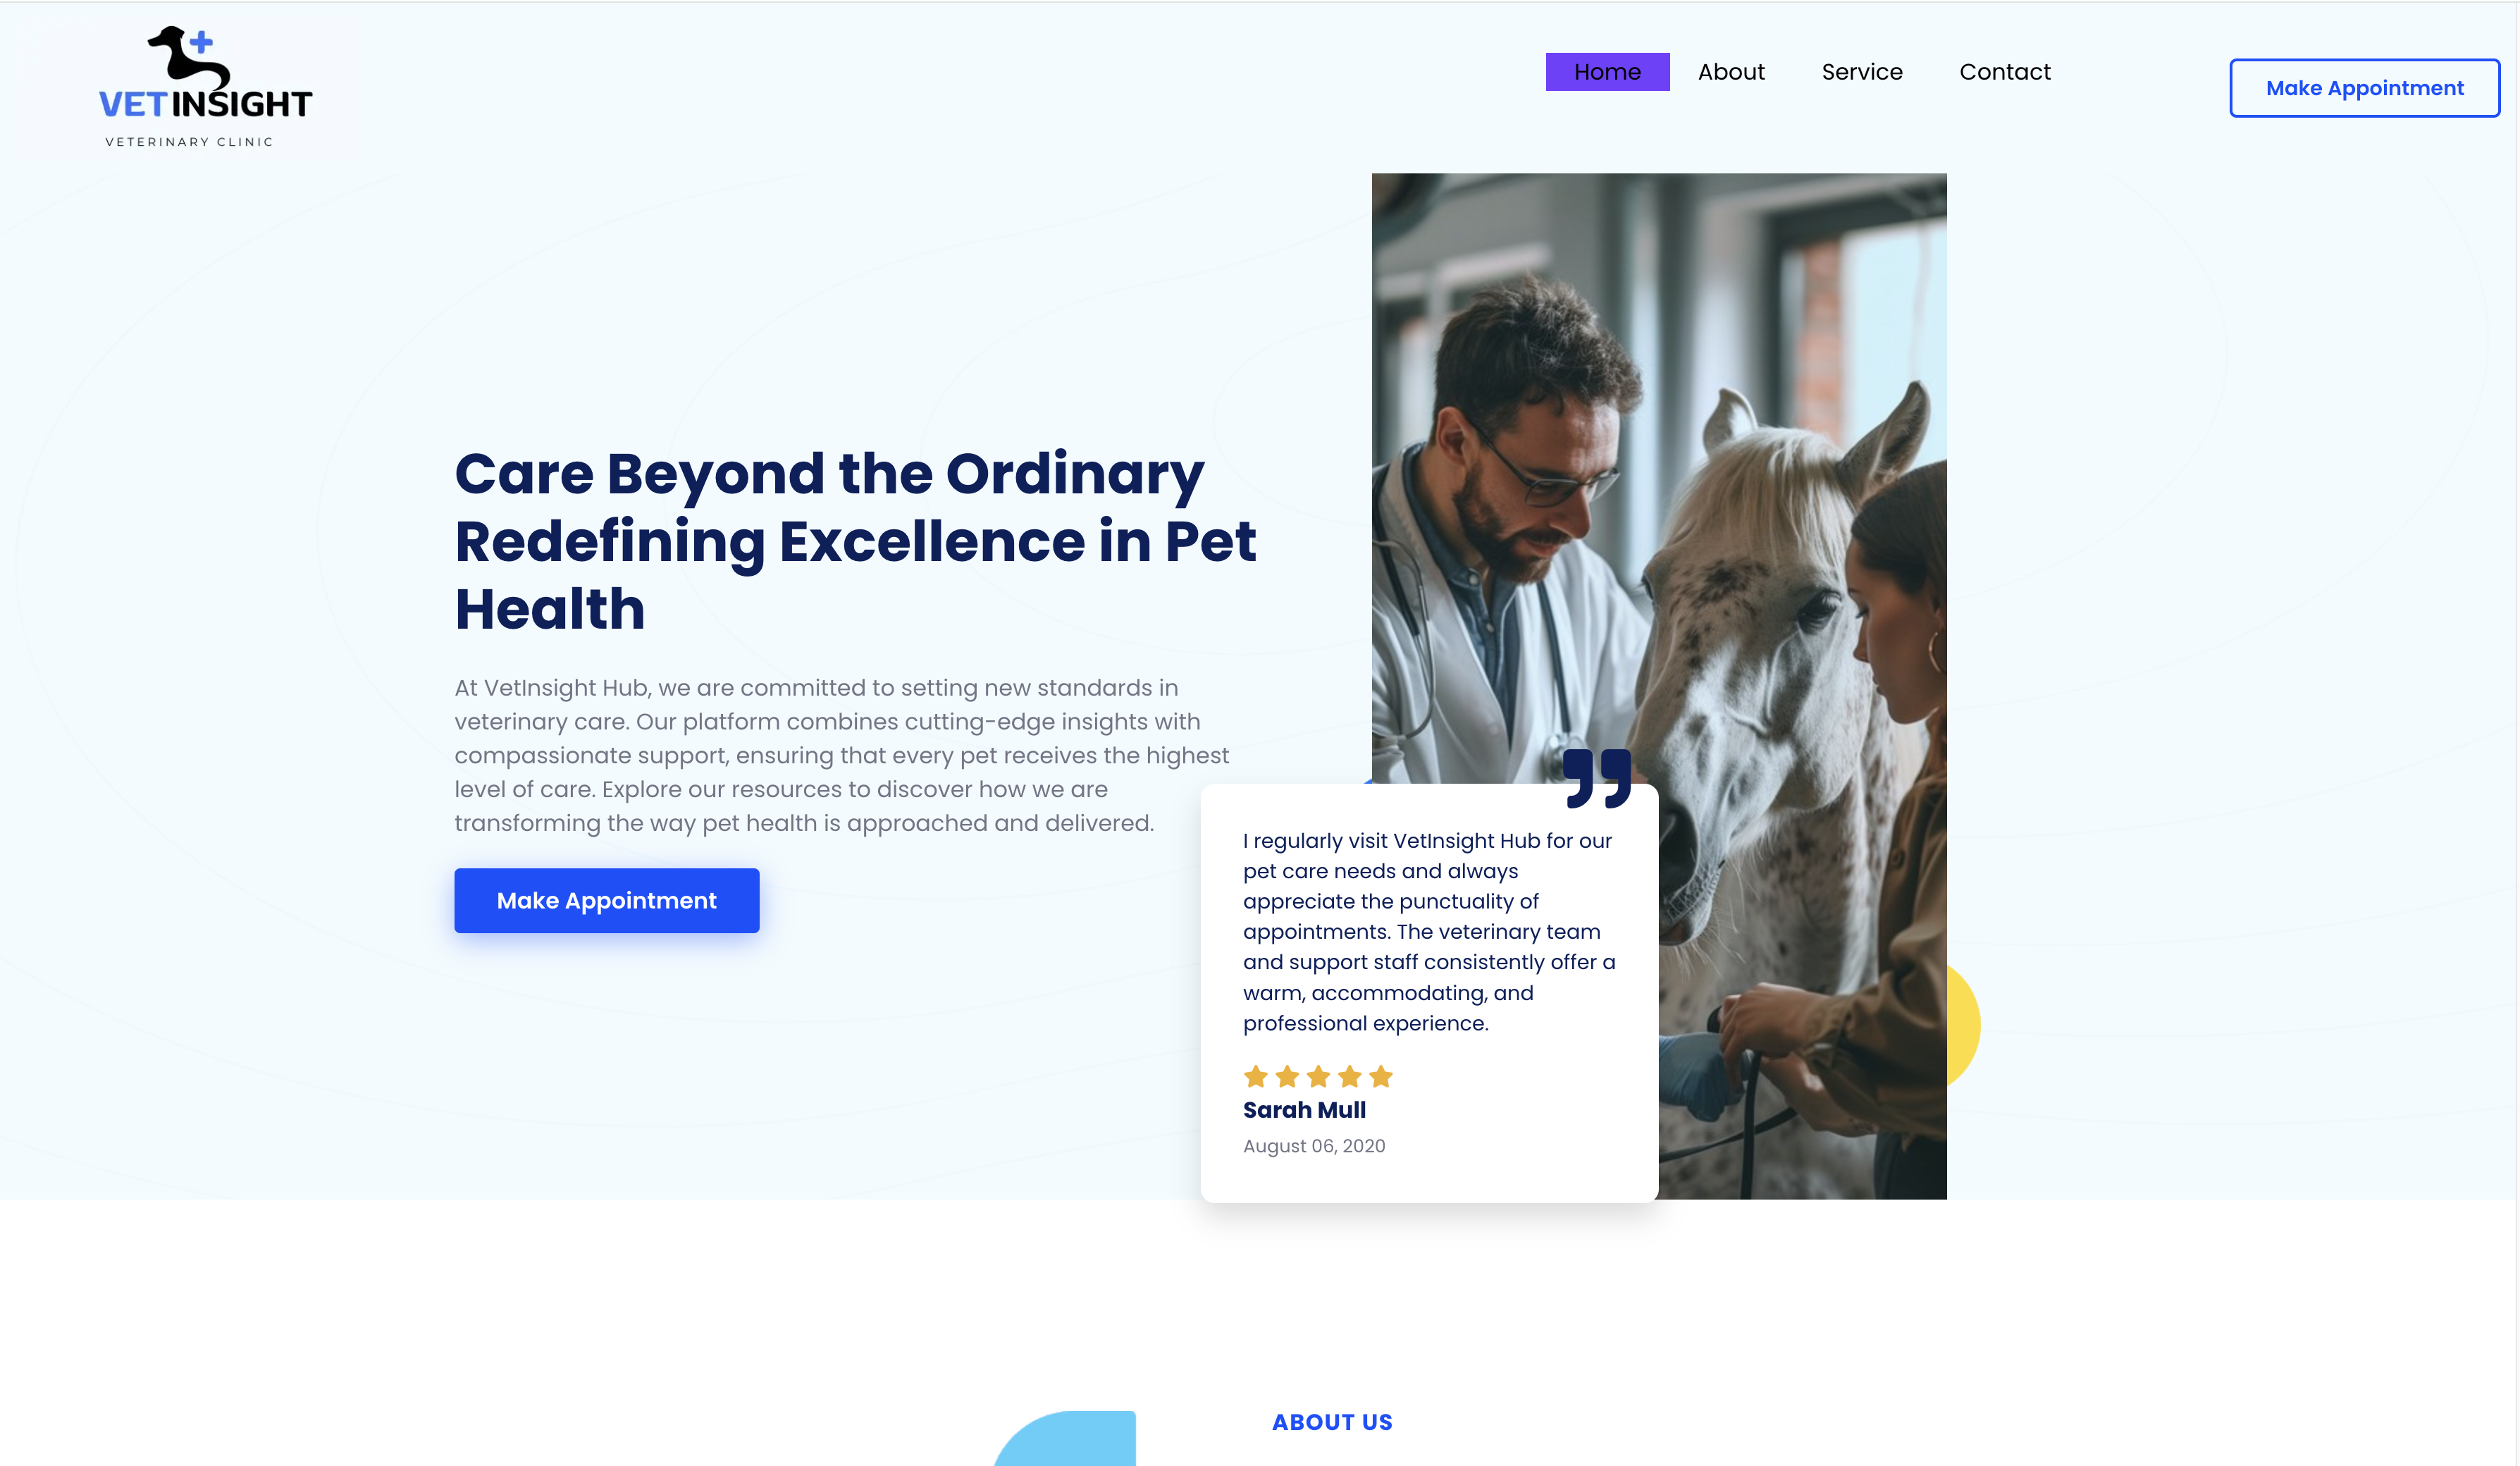 VETINSIGHT
VETERINARY CLINIC
Home About Service Contact
Make Appointment
Care Beyond the Ordinary
Redefining Excellence in Pet
Health
At VetInsight Hub, we are committed to setting new standards in
veterinary care. Our platform combines cutting-edge insights with
compassionate support, ensuring that every pet receives the highest
level of care. Explore our resources to discover how we are
transforming the way pet health is approached and delivered.
Make Appointment
I regularly visit VetInsight Hub for our
pet care needs and always
appreciate the punctuality of
appointments. The veterinary team
and support staff consistently offer a
warm, accommodating, and
professional experience.
Sarah Mull
August 06, 2020
ABOUT US